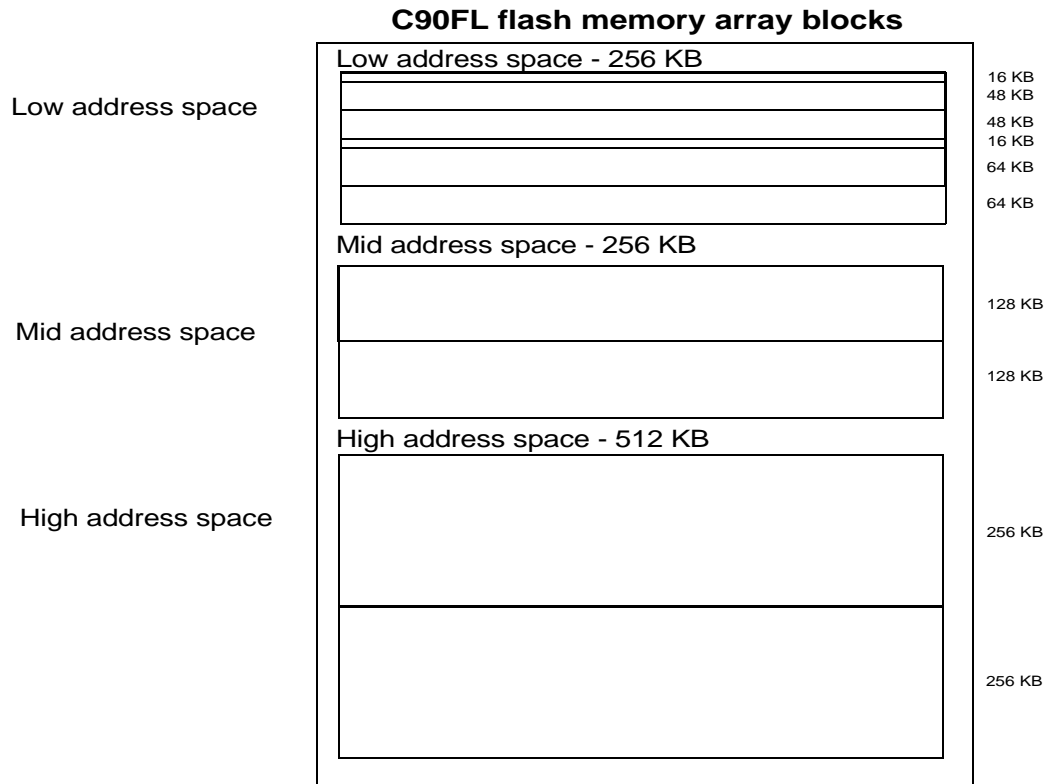 C90FL flash memory array blocks
Low address space - 256 KB
Low address space
16 KB
48 KB
48 KB
16 KB
64 KB
64 KB
Mid address space - 256 KB
Mid address space
128 KB
128 KB
High address space - 512 KB
High address space
256 KB
256 KB